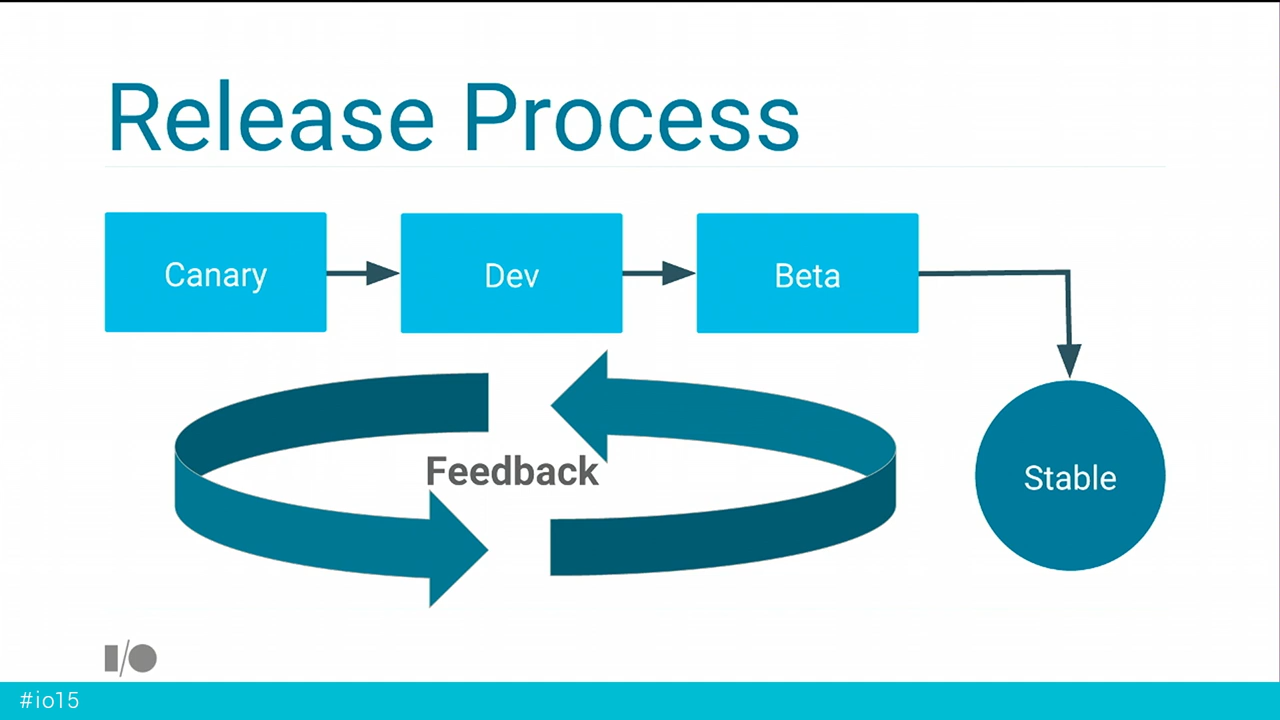 Release Process
Canary
Dev
Beta
Feedback
Stable
I/O
#io15